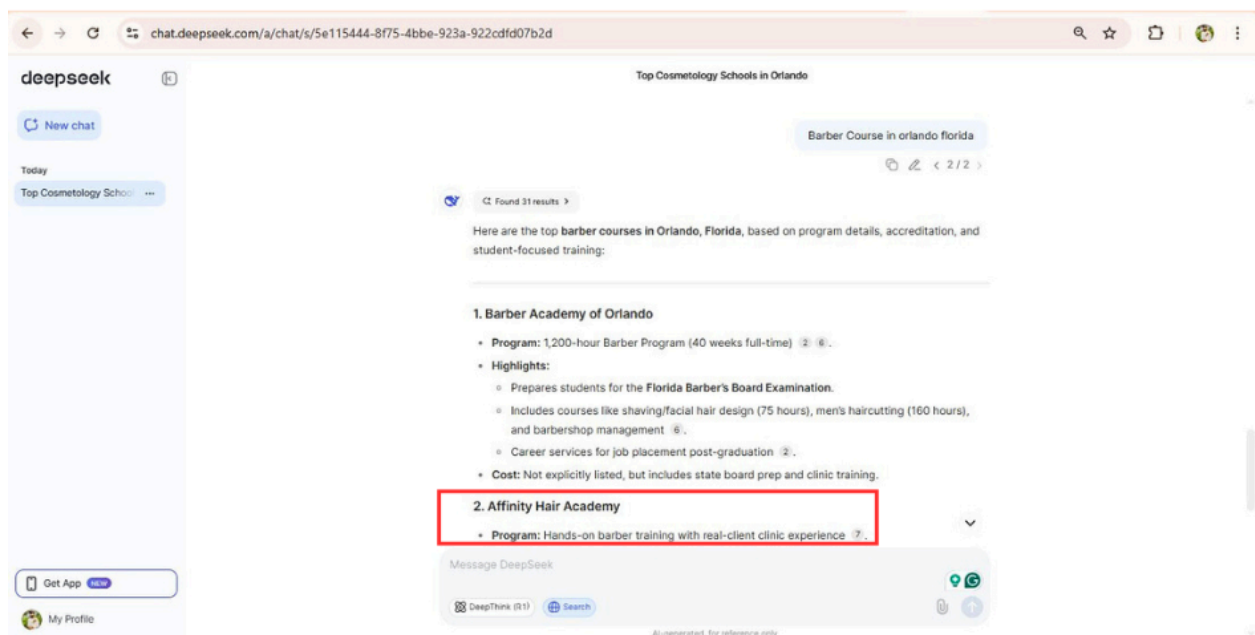 chat.deepseek.com/a/chat/s/5e115444-8f75-4bbe-923a-922cdfd07b2d
deepseek
Top Cosmetology Schools in Orlando
New chat
Barber Course in orlando florida
2 / 2
Today
Top Cosmetology School
Found 31 results
Here are the top barber courses in Orlando, Florida, based on program details, accreditation, and
student-focused training:
1. Barber Academy of Orlando
Program: 1,200-hour Barber Program (40 weeks full-time) 2 6 .
Highlights:
Prepares students for the Florida Barber's Board Examination.
Includes courses like shaving/facial hair design (75 hours), men's haircutting (160 hours),
and barbershop management 6 .
Career services for job placement post-graduation 2 .
Cost: Not explicitly listed, but includes state board prep and clinic training.
2. Affinity Hair Academy
Program: Hands-on barber training with real-client clinic experience 7 .
Message DeepSeek
Get App NEW
DeepThink (R1) Search
My Profile
AI-generated, for reference only